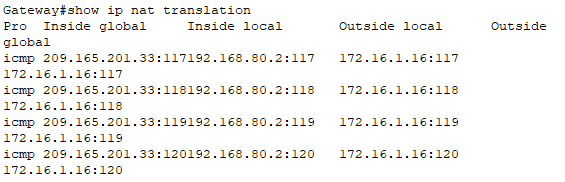 Gateway#show ip nat translation
Pro  Inside global     Inside local       Outside local      Outside
global
icmp 209.165.201.33:117192.168.80.2:117   172.16.1.16:117
172.16.1.16:117
icmp 209.165.201.33:118192.168.80.2:118   172.16.1.16:118
172.16.1.16:118
icmp 209.165.201.33:119192.168.80.2:119   172.16.1.16:119
172.16.1.16:119
icmp 209.165.201.33:120192.168.80.2:120   172.16.1.16:120
172.16.1.16:120